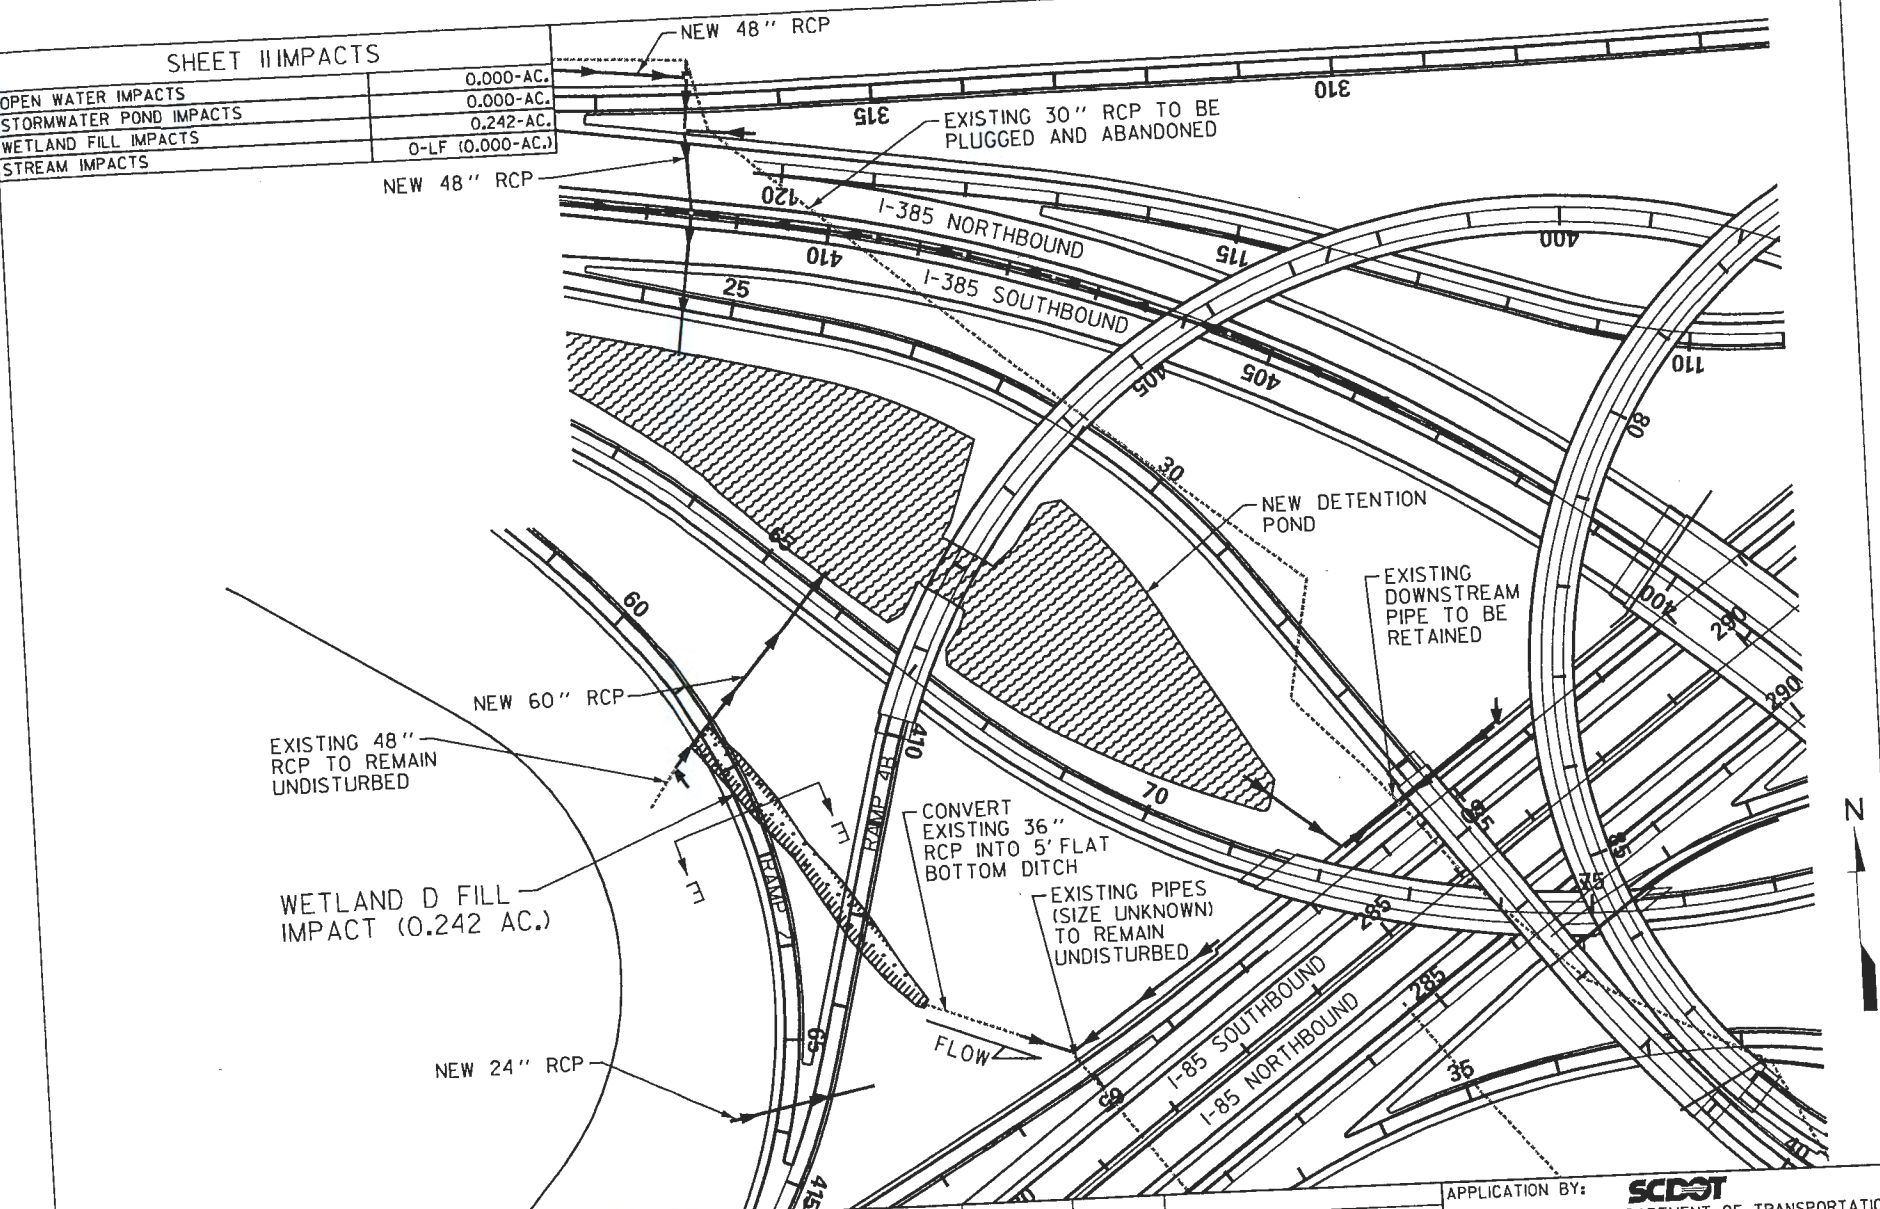 SHEET 11 IMPACTS
OPEN WATER IMPACTS 0.000-AC.
STORMWATER POND IMPACTS 0.000-AC.
WETLAND FILL IMPACTS 0.242-AC.
STREAM IMPACTS 0-LF (0.000-AC.)
NEW 48" RCP
315
310
EXISTING 30" RCP TO BE
PLUGGED AND ABANDONED
NEW 48" RCP
120
I-385 NORTHBOUND
115
400
410
I-385 SOUTHBOUND
25
110
405
405
80
30
NEW DETENTION
POND
65
EXISTING
DOWNSTREAM
PIPE TO BE
RETAINED
400
290
60
290
NEW 60" RCP
410
EXISTING 48"
RCP TO REMAIN
UNDISTURBED
RAMP 4B
70
E
E
CONVERT
EXISTING 36"
RCP INTO 5' FLAT
BOTTOM DITCH
85
N
WETLAND D FILL
IMPACT (0.242 AC.)
RAMP 2
EXISTING PIPES
(SIZE UNKNOWN)
TO REMAIN
UNDISTURBED
75
285
285
I-85 SOUTHBOUND
I-85 NORTHBOUND
FLOW
65
NEW 24" RCP
35
40
415
APPLICATION BY:
SCDOT
OF TRANSPORTATIO